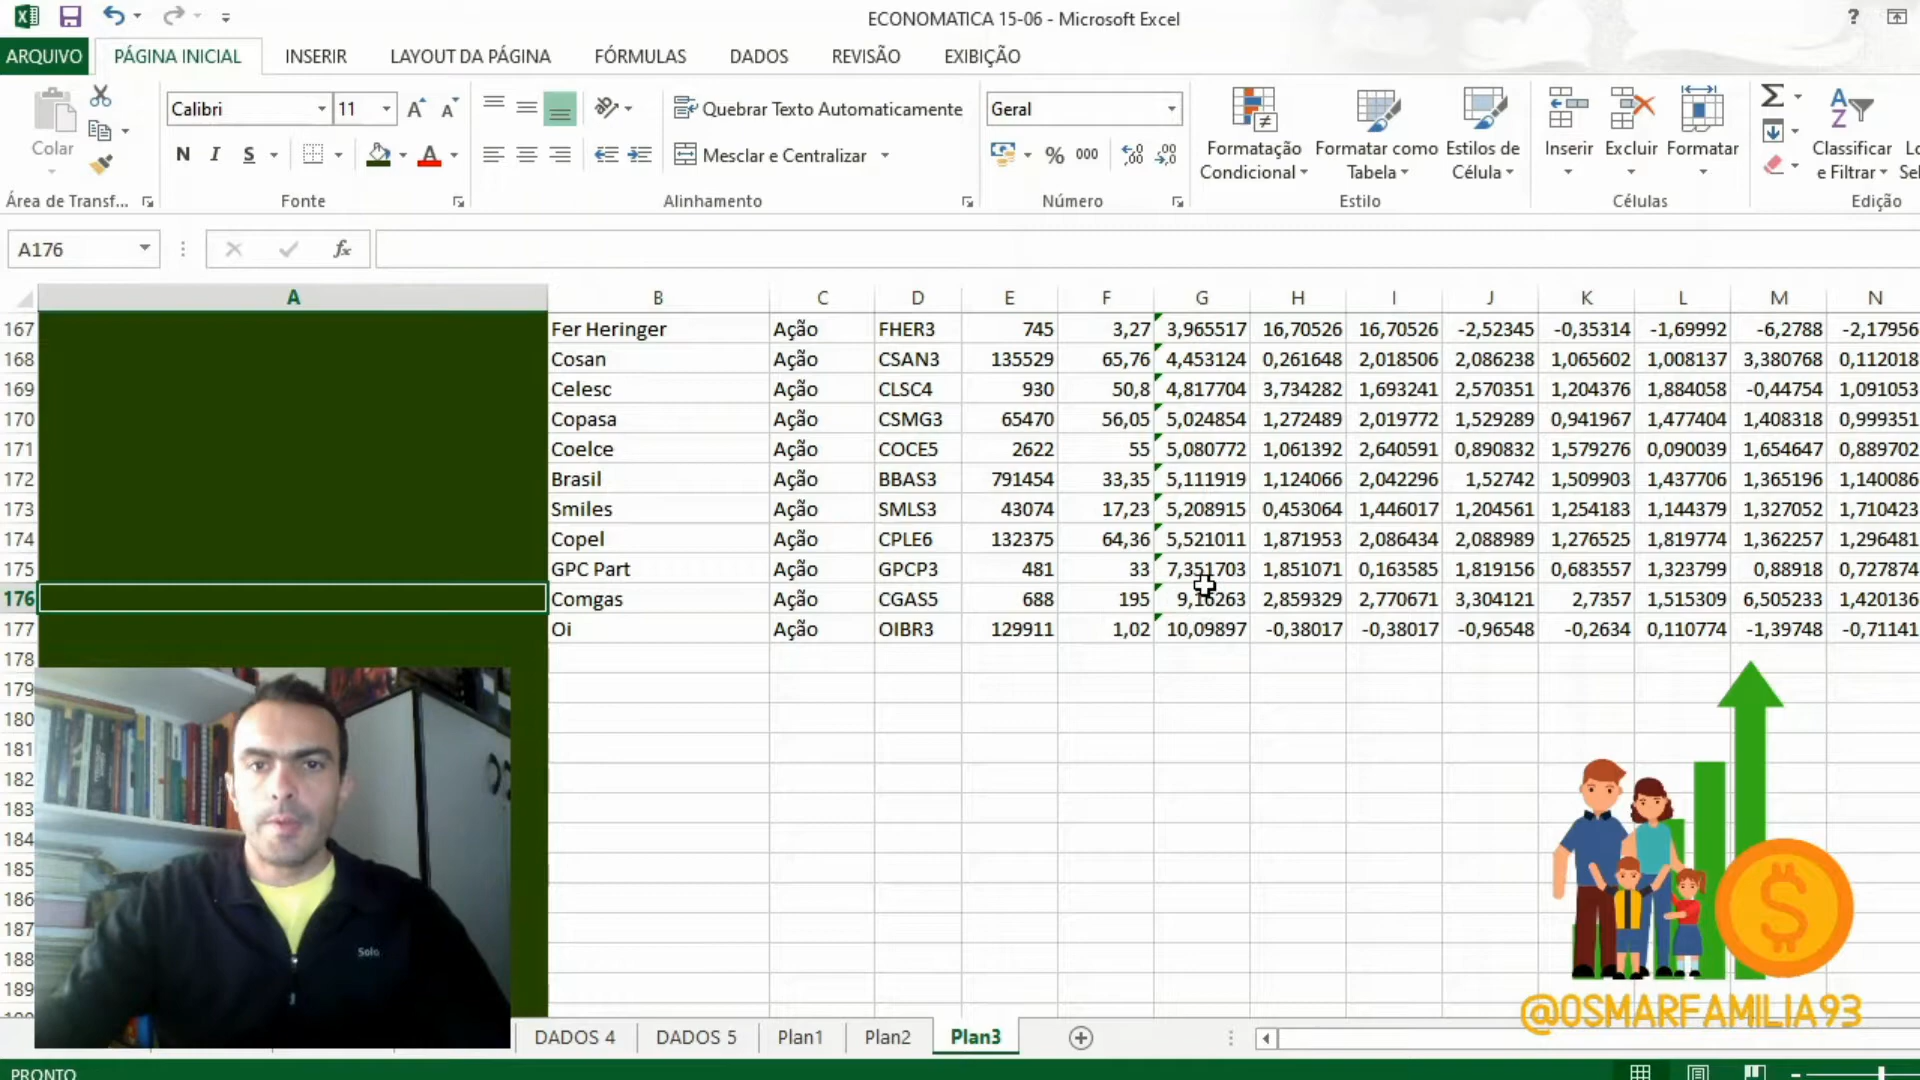 ECONOMATICA 15-06 - Microsoft Excel
?
ARQUIVO PÁGINA INICIAL INSERIR LAYOUT DA PÁGINA FÓRMULAS DADOS REVISÃO EXIBIÇÃO
Colar
Calibri 11
N I S
Quebrar Texto Automaticamente
Mesclar e Centralizar
Geral
% 000
Formatação Condicional
Formatar como Tabela
Estilos de Célula
Inserir
Excluir
Formatar
Classificar e Filtrar
Área de Transf... Fonte Alinhamento Número Estilo Células Edição
A176 fx
A B C D E F G H I J K L M N
167 Fer Heringer Ação FHER3 745 3,27 3,965517 16,70526 16,70526 -2,52345 -0,35314 -1,69992 -6,2788 -2,17956
168 Cosan Ação CSAN3 135529 65,76 4,453124 0,261648 2,018506 2,086238 1,065602 1,008137 3,380768 0,112018
169 Celesc Ação CLSC4 930 50,8 4,817704 3,734282 1,693241 2,570351 1,204376 1,884058 -0,44754 1,091053
170 Copasa Ação CSMG3 65470 56,05 5,024854 1,272489 2,019772 1,529289 0,941967 1,477404 1,408318 0,999351
171 Coelce Ação COCE5 2622 55 5,080772 1,061392 2,640591 0,890832 1,579276 0,090039 1,654647 0,889702
172 Brasil Ação BBAS3 791454 33,35 5,111919 1,124066 2,042296 1,52742 1,509903 1,437706 1,365196 1,140086
173 Smiles Ação SMLS3 43074 17,23 5,208915 0,453064 1,446017 1,204561 1,254183 1,144379 1,327052 1,710423
174 Copel Ação CPLE6 132375 64,36 5,521011 1,871953 2,086434 2,088989 1,276525 1,819774 1,362257 1,296481
175 GPC Part Ação GPCP3 481 33 7,351703 1,851071 0,163585 1,819156 0,683557 1,323799 0,88918 0,727874
176 Comgas Ação CGAS5 688 195 9,16263 2,859329 2,770671 3,304121 2,7357 1,515309 6,505233 1,420136
177 Oi Ação OIBR3 129911 1,02 10,09897 -0,38017 -0,38017 -0,96548 -0,2634 0,110774 -1,39748 -0,71141
178
179
180
181
182
183
184
185
186
187
188
189
Solo
$
@OSMARFAMILIA93
DADOS 4 DADOS 5 Plan1 Plan2 Plan3
PRONTO